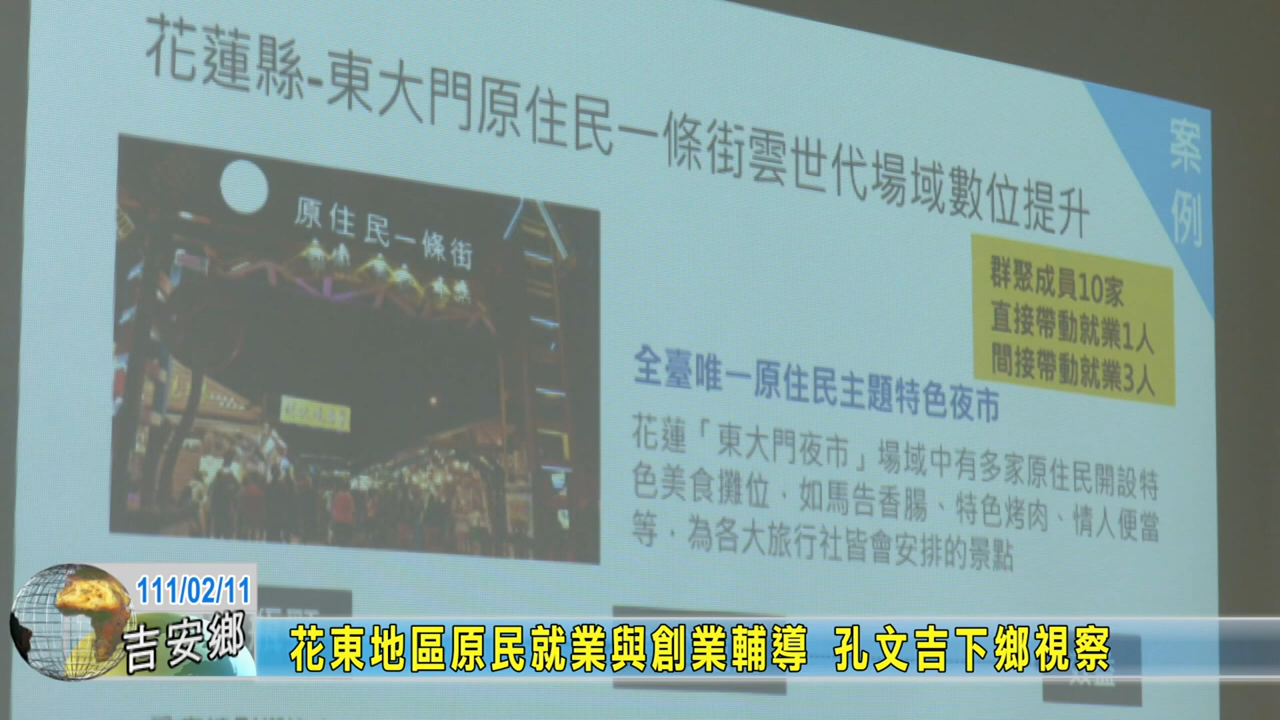 花蓮縣-東大門原住民一條街雲世代場域數位提升
案例
原住民一條街
群聚成員10家
直接帶動就業1人
間接帶動就業3人
全臺唯一原住民主題特色夜市
花蓮「東大門夜市」場域中有多家原住民開設特
色美食攤位，如馬告香腸、特色烤肉、情人便當
等，為各大旅行社皆會安排的景點
111/02/11
吉安鄉
花東地區原民就業與創業輔導 孔文吉下鄉視察